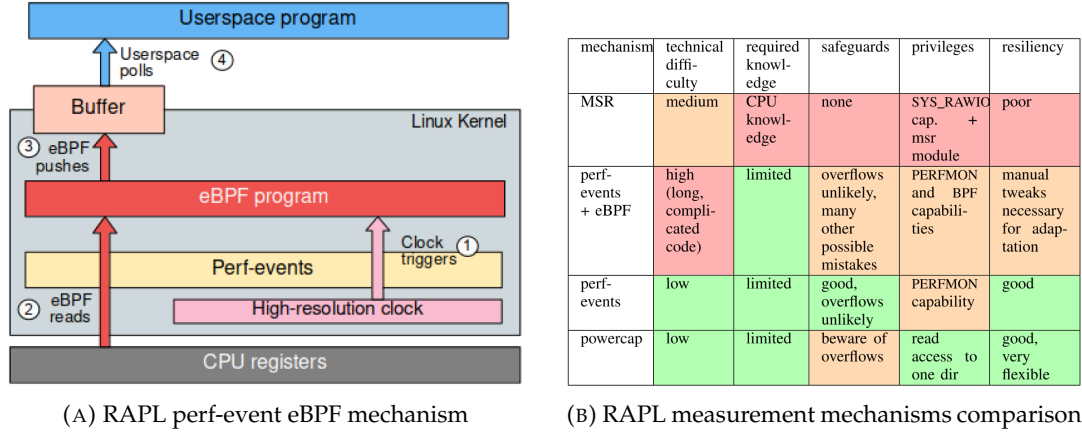 Userspace program
Userspace
polls
④
Buffer
Linux Kernel
③
eBPF
pushes
eBPF program
Clock
triggers
①
Perf-events
②
eBPF
reads
High-resolution clock
CPU registers
(A) RAPL perf-event eBPF mechanism
mechanism
technical
diffi-
culty
required
knowl-
edge
safeguards
privileges
resiliency
MSR
medium
CPU
knowl-
edge
none
SYS_RAWIO
cap. +
msr
module
poor
perf-
events
+ eBPF
high
(long,
compli-
cated
code)
limited
overflows
unlikely,
many
other
possible
mistakes
PERFMON
and BPF
capabili-
ties
manual
tweaks
necessary
for adap-
tation
perf-
events
low
limited
good,
overflows
unlikely
PERFMON
capability
good
powercap
low
limited
beware of
overflows
read
access to
one dir
good,
very
flexible
(B) RAPL measurement mechanisms comparison